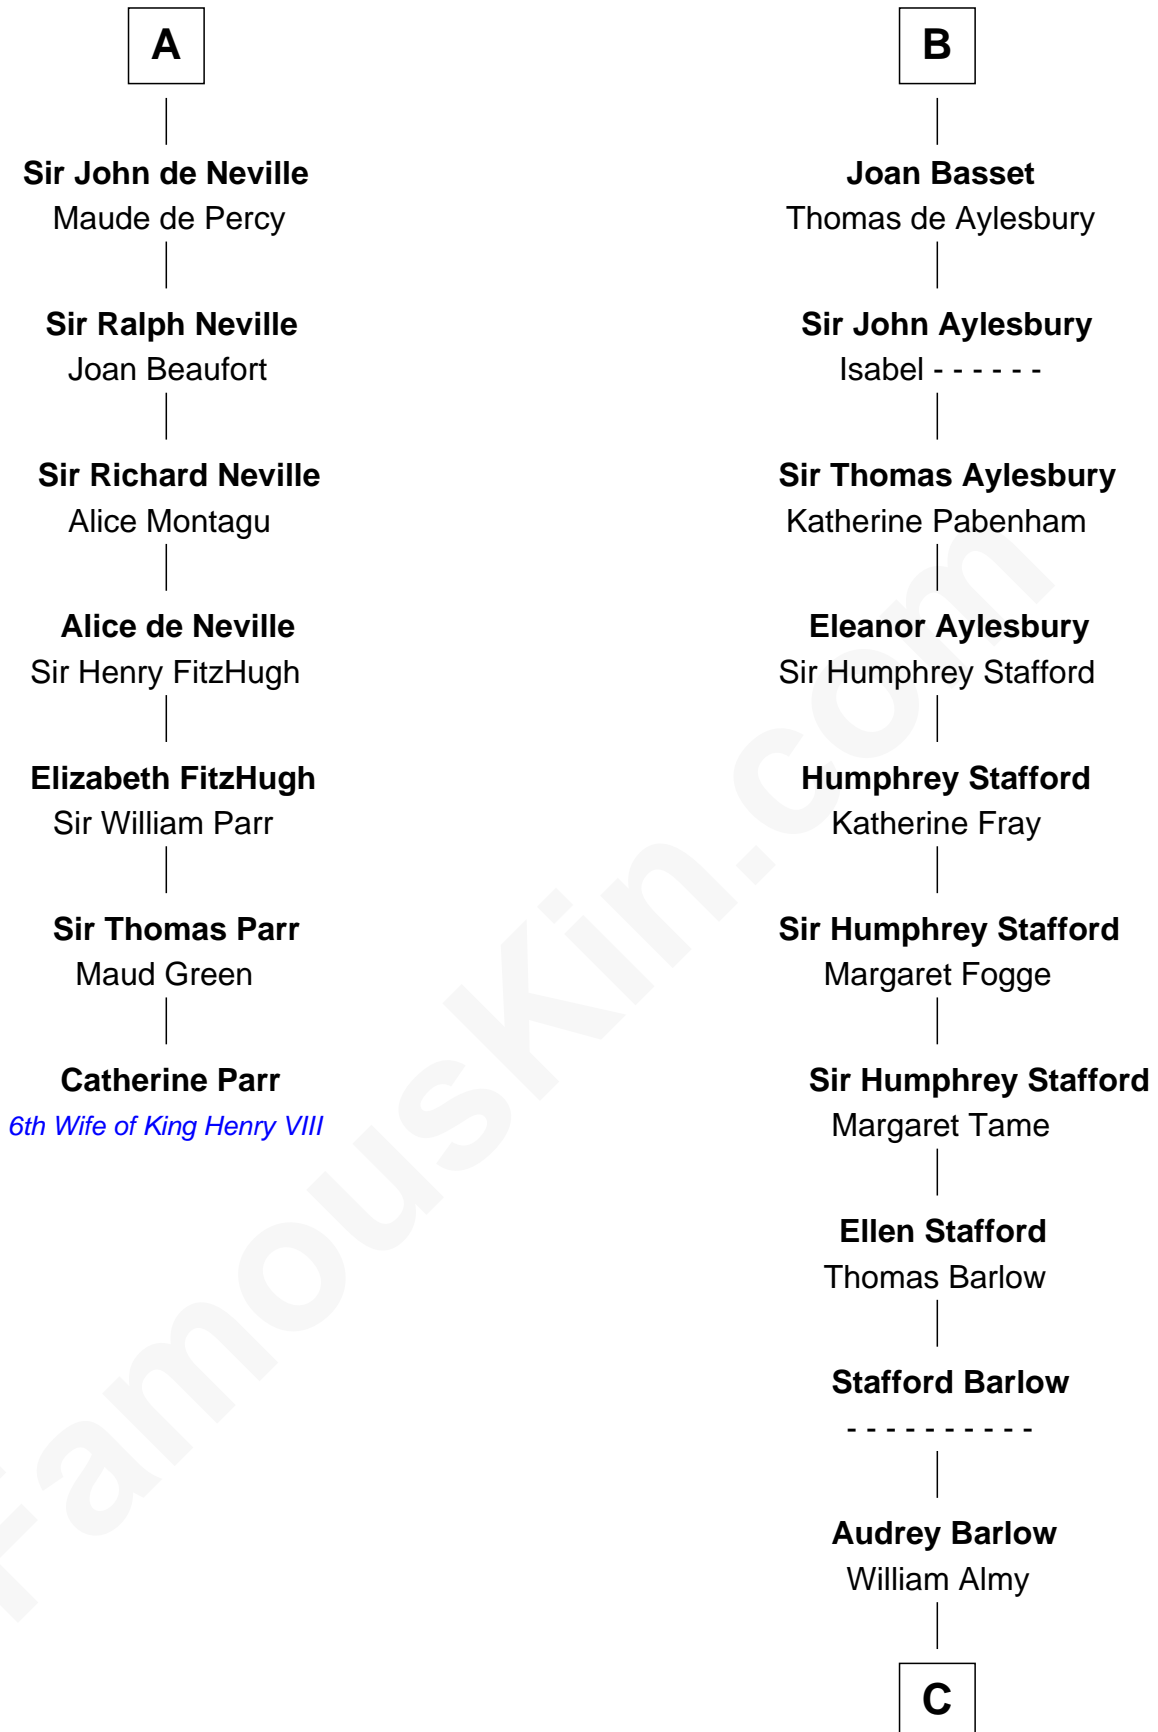 A
Sir John de Neville
Maude de Percy
Sir Ralph Neville
Joan Beaufort
Sir Richard Neville
Alice Montagu
Alice de Neville
Sir Henry FitzHugh
Elizabeth FitzHugh
Sir William Parr
Sir Thomas Parr
Maud Green
Catherine Parr
6th Wife of King Henry VIII
B
Joan Basset
Thomas de Aylesbury
Sir John Aylesbury
Isabel - - - - - -
Sir Thomas Aylesbury
Katherine Pabenham
Eleanor Aylesbury
Sir Humphrey Stafford
Humphrey Stafford
Katherine Fray
Sir Humphrey Stafford
Margaret Fogge
Sir Humphrey Stafford
Margaret Tame
Ellen Stafford
Thomas Barlow
Stafford Barlow
- - - - - - - - - -
Audrey Barlow
William Almy
C
FamousKin.com